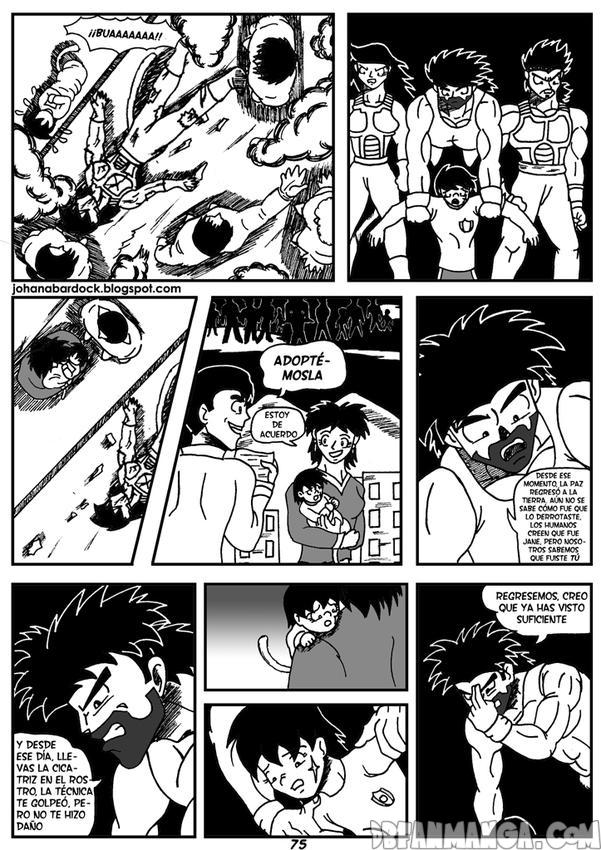 ¡¡BUAAAAAAA!!
johanabardock.blogspot.com
ADOPTÉ-
MOSLA
ESTOY
DE
ACUERDO
DESDE ESE
MOMENTO, LA PAZ
REGRESÓ A LA
TIERRA, AÚN NO SE
SABE CÓMO FUE QUE
LO DERROTASTE,
LOS HUMANOS
CREEN QUE FUE
JANE, PERO NOSO-
TROS SABEMOS
QUE FUISTE TÚ
Y DESDE
ESE DÍA, LLE-
VAS LA CICA-
TRIZ EN EL ROS-
TRO, LA TÉCNICA
TE GOLPEÓ, PE-
RO NO TE HIZO
DAÑO
REGRESEMOS, CREO
QUE YA HAS VISTO
SUFICIENTE
75
DBFANMANGA.COM